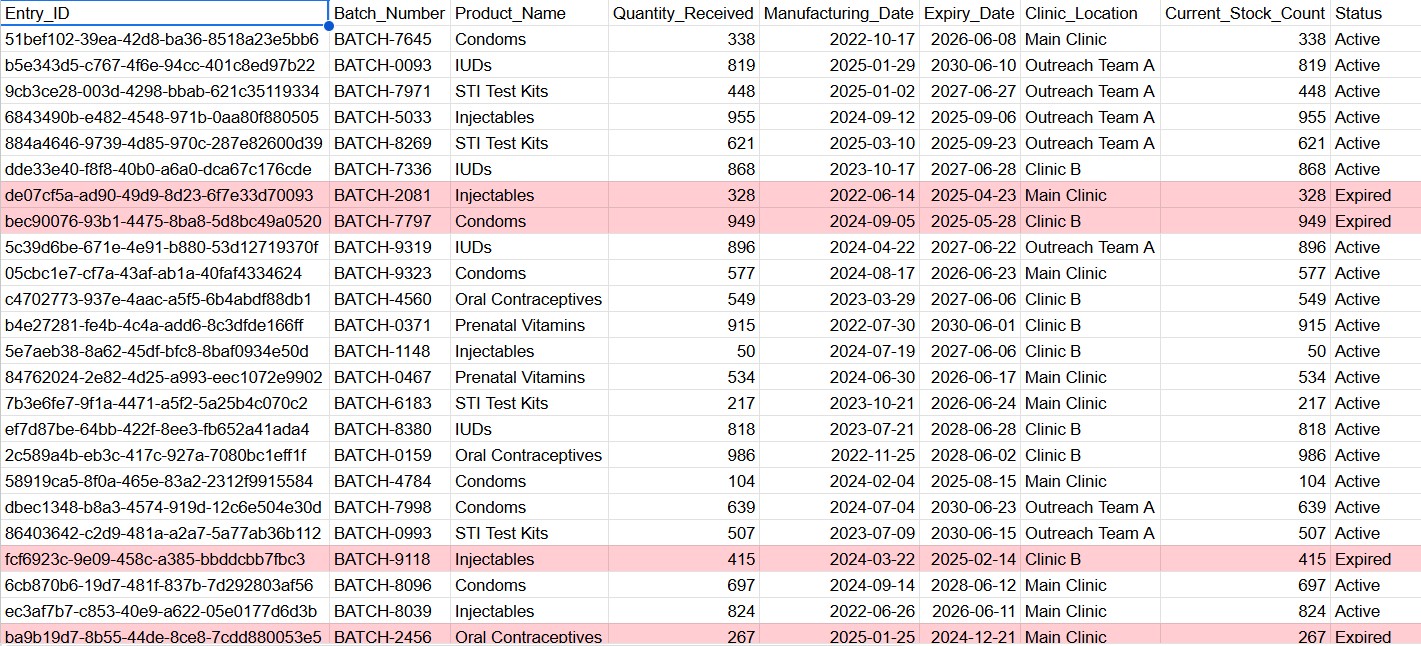 Entry_ID Batch_Number Product_Name Quantity_Received Manufacturing_Date Expiry_Date Clinic_Location Current_Stock_Count Status
51bef102-39ea-42d8-ba36-8518a23e5bb6 BATCH-7645 Condoms 338 2022-10-17 2026-06-08 Main Clinic 338 Active
b5e343d5-c767-4f6e-94cc-401c8ed97b22 BATCH-0093 IUDs 819 2025-01-29 2030-06-10 Outreach Team A 819 Active
9cb3ce28-003d-4298-bbab-621c35119334 BATCH-7971 STI Test Kits 448 2025-01-02 2027-06-27 Outreach Team A 448 Active
6843490b-e482-4548-971b-0aa80f880505 BATCH-5033 Injectables 955 2024-09-12 2025-09-06 Outreach Team A 955 Active
884a4646-9739-4d85-970c-287e82600d39 BATCH-8269 STI Test Kits 621 2025-03-10 2025-09-23 Outreach Team A 621 Active
dde33e40-f8f8-40b0-a6a0-dca67c176cde BATCH-7336 IUDs 868 2023-10-17 2027-06-28 Clinic B 868 Active
de07cf5a-ad90-49d9-8d23-6f7e33d70093 BATCH-2081 Injectables 328 2022-06-14 2025-04-23 Main Clinic 328 Expired
bec90076-93b1-4475-8ba8-5d8bc49a0520 BATCH-7797 Condoms 949 2024-09-05 2025-05-28 Clinic B 949 Expired
5c39d6be-671e-4e91-b880-53d12719370f BATCH-9319 IUDs 896 2024-04-22 2027-06-22 Outreach Team A 896 Active
05cbc1e7-cf7a-43af-ab1a-40faf4334624 BATCH-9323 Condoms 577 2024-08-17 2026-06-23 Main Clinic 577 Active
c4702773-937e-4aac-a5f5-6b4abdf88db1 BATCH-4560 Oral Contraceptives 549 2023-03-29 2027-06-06 Clinic B 549 Active
b4e27281-fe4b-4c4a-add6-8c3dfde166ff BATCH-0371 Prenatal Vitamins 915 2022-07-30 2030-06-01 Clinic B 915 Active
5e7aeb38-8a62-45df-bfc8-8baf0934e50d BATCH-1148 Injectables 50 2024-07-19 2027-06-06 Clinic B 50 Active
84762024-2e82-4d25-a993-eec1072e9902 BATCH-0467 Prenatal Vitamins 534 2024-06-30 2026-06-17 Main Clinic 534 Active
7b3e6fe7-9f1a-4471-a5f2-5a25b4c070c2 BATCH-6183 STI Test Kits 217 2023-10-21 2026-06-24 Main Clinic 217 Active
ef7d87be-64bb-422f-8ee3-fb652a41ada4 BATCH-8380 IUDs 818 2023-07-21 2028-06-28 Clinic B 818 Active
2c589a4b-eb3c-417c-927a-7080bc1eff1f BATCH-0159 Oral Contraceptives 986 2022-11-25 2028-06-02 Clinic B 986 Active
58919ca5-8f0a-465e-83a2-2312f9915584 BATCH-4784 Condoms 104 2024-02-04 2025-08-15 Main Clinic 104 Active
dbec1348-b8a3-4574-919d-12c6e504e30d BATCH-7998 Condoms 639 2024-07-04 2030-06-23 Outreach Team A 639 Active
86403642-c2d9-481a-a2a7-5a77ab36b112 BATCH-0993 STI Test Kits 507 2023-07-09 2030-06-15 Outreach Team A 507 Active
fcf6923c-9e09-458c-a385-bbddcbb7fbc3 BATCH-9118 Injectables 415 2024-03-22 2025-02-14 Clinic B 415 Expired
6cb870b6-19d7-481f-837b-7d292803af56 BATCH-8096 Condoms 697 2024-09-14 2028-06-12 Main Clinic 697 Active
ec3af7b7-c853-40e9-a622-05e0177d6d3b BATCH-8039 Injectables 824 2022-06-26 2026-06-11 Main Clinic 824 Active
ba9b19d7-8b55-44de-8ce8-7cdd880053e5 BATCH-2456 Oral Contraceptives 267 2025-01-25 2024-12-21 Main Clinic 267 Expired